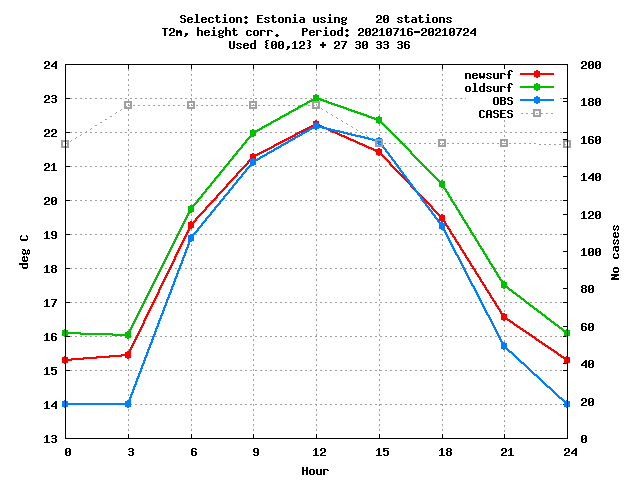 Selection: Estonia using    20 stations
T2m, height corr.   Period: 20210716-20210724
Used {00,12} + 27 30 33 36
newsurf
oldsurf
OBS
CASES
24
23
22
21
20
19
18
17
16
15
14
13
deg C
200
180
160
140
120
100
80
60
40
20
0
No cases
0 3 6 9 12 15 18 21 24
Hour